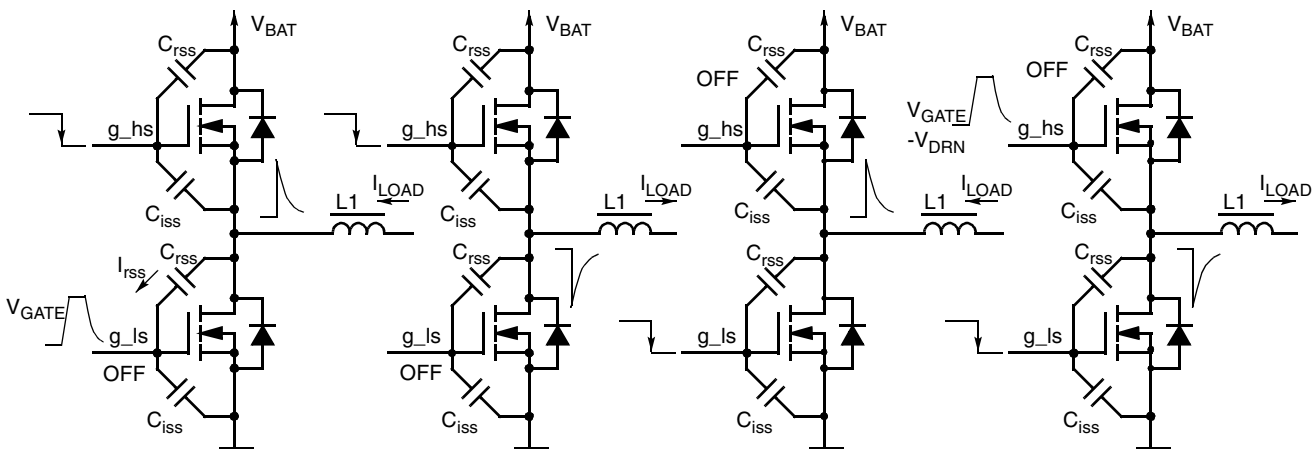 V_BAT V_BAT V_BAT V_BAT
C_rss C_rss C_rss C_rss
OFF OFF
V_GATE
-V_DRN
g_hs g_hs g_hs g_hs
I_LOAD I_LOAD I_LOAD I_LOAD
L1 L1 L1 L1
C_iss C_iss C_iss C_iss
C_rss C_rss C_rss C_rss
I_rss
V_GATE
g_ls g_ls g_ls g_ls
OFF OFF
C_iss C_iss C_iss C_iss